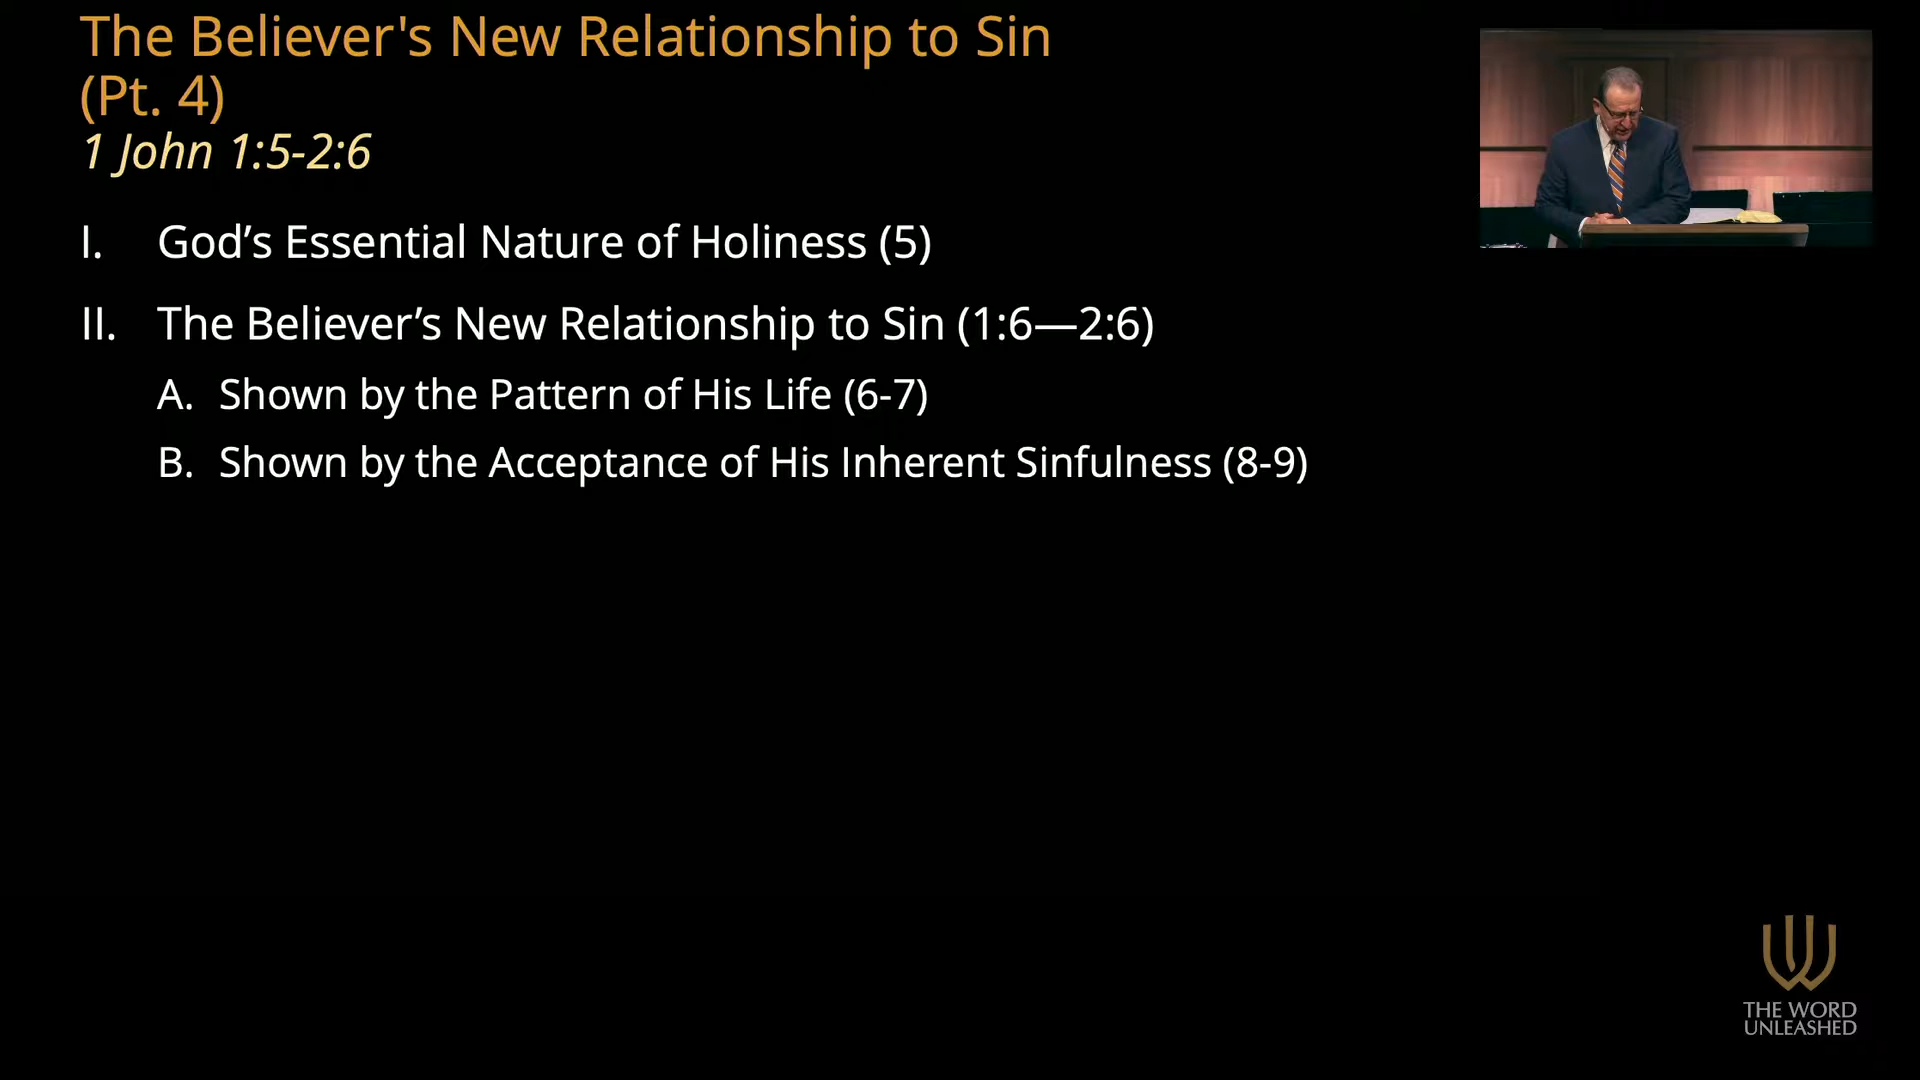 The Believer's New Relationship to Sin
(Pt. 4)
1 John 1:5-2:6
I. God’s Essential Nature of Holiness (5)
II. The Believer’s New Relationship to Sin (1:6—2:6)
A. Shown by the Pattern of His Life (6-7)
B. Shown by the Acceptance of His Inherent Sinfulness (8-9)
THE WORD
UNLEASHED